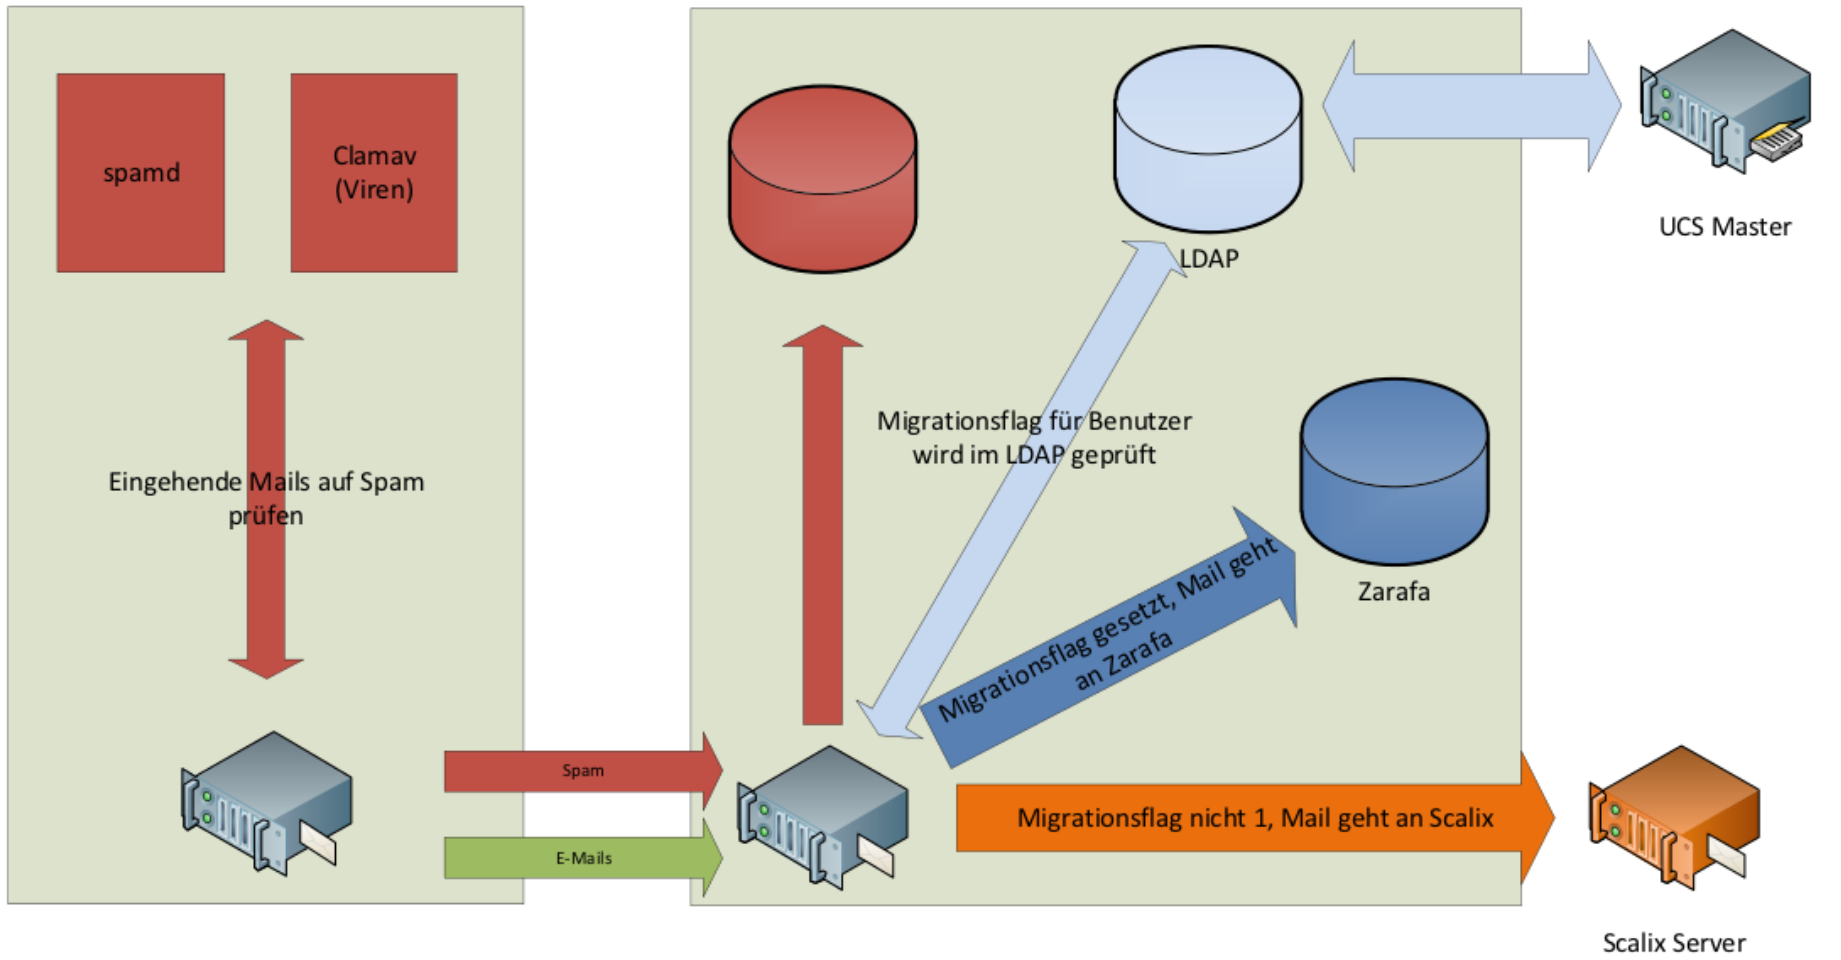 spamd
Clamav
(Viren)
Eingehende Mails auf Spam
prüfen
Spam
E-Mails
LDAP
UCS Master
Migrationsflag für Benutzer
wird im LDAP geprüft
Migrationsflag gesetzt, Mail geht
an Zarafa
Zarafa
Migrationsflag nicht 1, Mail geht an Scalix
Scalix Server